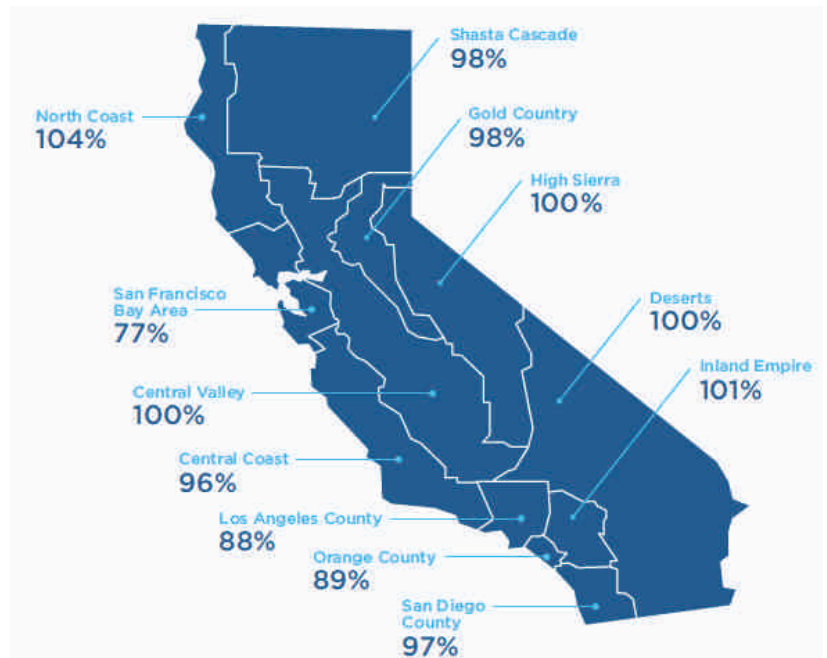 Shasta Cascade
98%
Gold Country
98%
North Coast
104%
High Sierra
100%
San Francisco
Bay Area
77%
Deserts
100%
Inland Empire
101%
Central Valley
100%
Central Coast
96%
Los Angeles County
88%
Orange County
89%
San Diego
County
97%